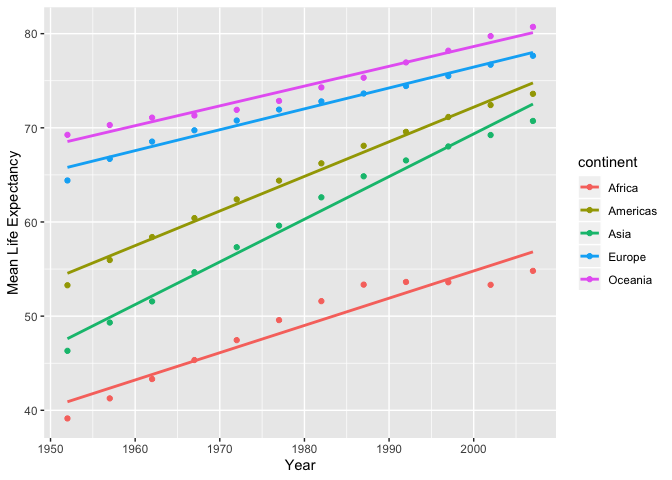 80
70
60
50
40
Mean Life Expectancy
1950 1960 1970 1980 1990 2000
Year
continent
Africa
Americas
Asia
Europe
Oceania